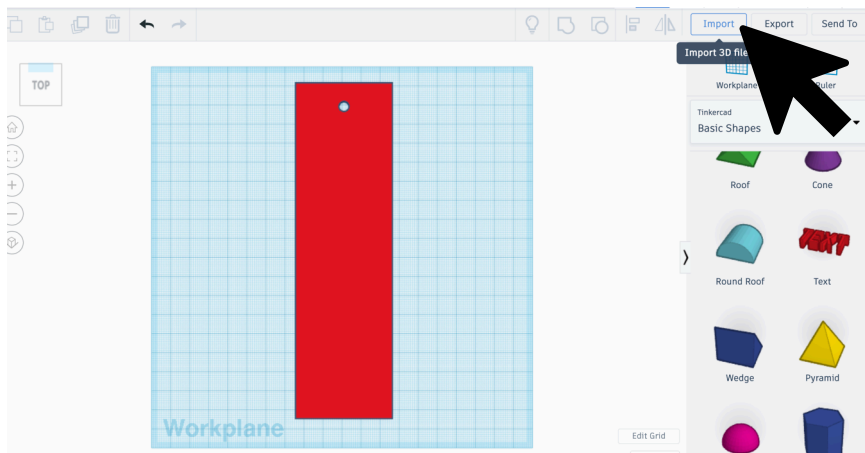 Import
Export
Send To
Import 3D file
TOP
Workplane
Ruler
Tinkercad
Basic Shapes
Roof
Cone
Round Roof
Text
TEXT
Wedge
Pyramid
Workplane
Edit Grid